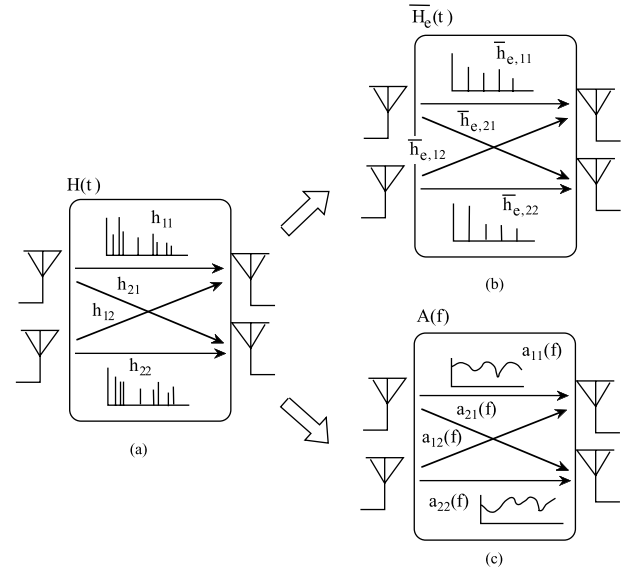 H(t)
h₁₁
h₂₁
h₁₂
h₂₂
(a)
H̅ₑ(t)
h̅ₑ,₁₁
h̅ₑ,₂₁
h̅ₑ,₁₂
h̅ₑ,₂₂
(b)
A(f)
a₁₁(f)
a₂₁(f)
a₁₂(f)
a₂₂(f)
(c)